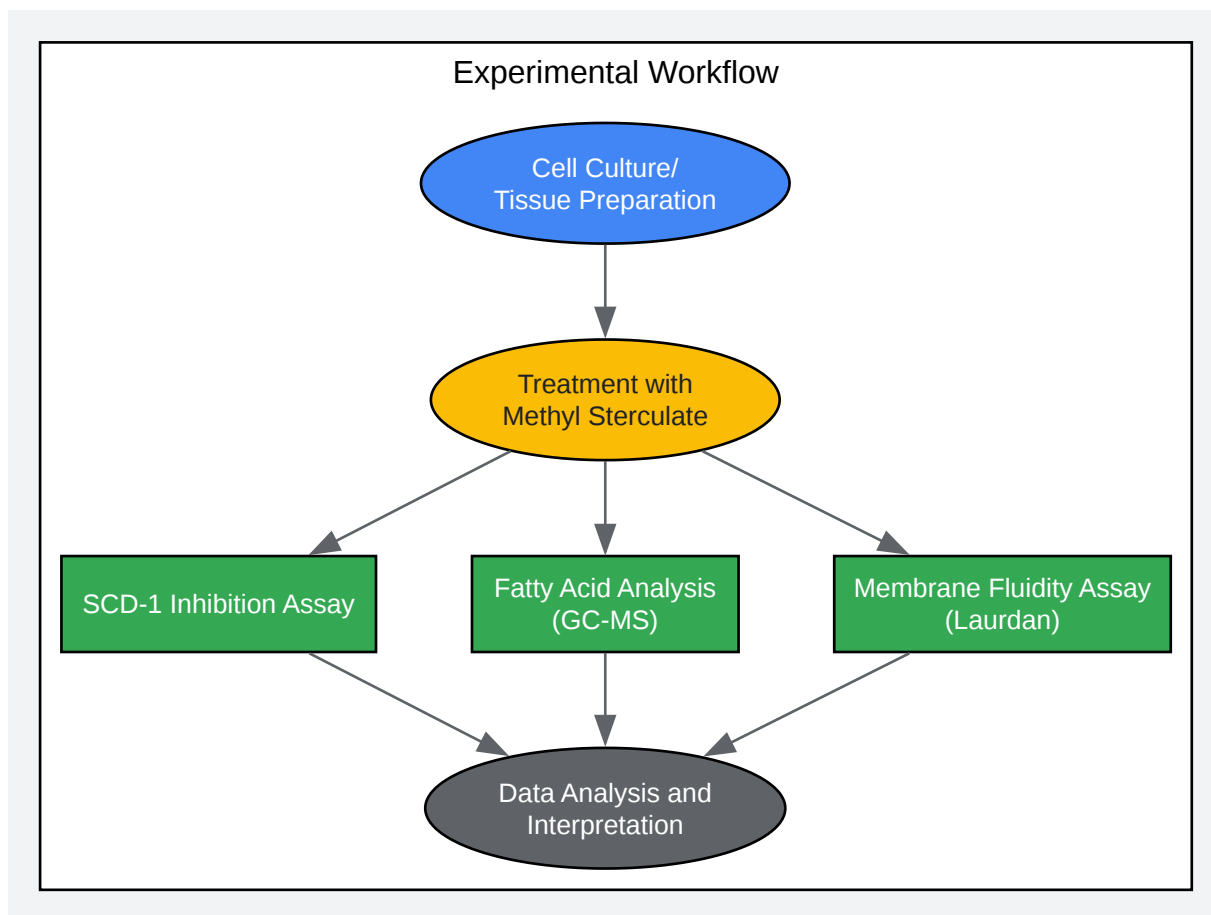 Experimental Workflow
Cell Culture/
Tissue Preparation
Treatment with
Methyl Sterculate
SCD-1 Inhibition Assay
Fatty Acid Analysis
(GC-MS)
Membrane Fluidity Assay
(Laurdan)
Data Analysis and
Interpretation